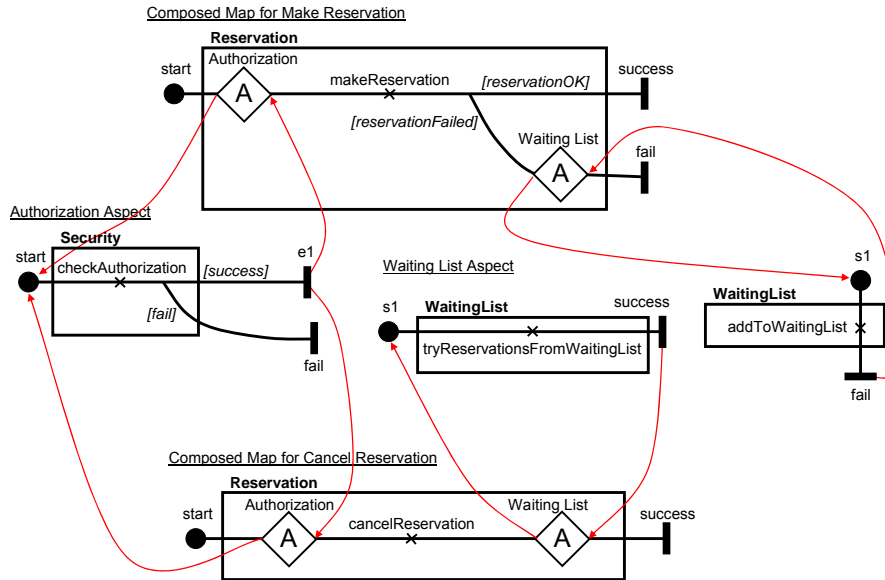 Composed Map for Make Reservation
Reservation
Authorization
start
A
makeReservation
[reservationOK]
success
[reservationFailed]
Waiting List
A
fail
Authorization Aspect
Security
start
checkAuthorization
[success]
e1
[fail]
fail
Waiting List Aspect
s1
WaitingList
success
tryReservationsFromWaitingList
s1
WaitingList
addToWaitingList
fail
Composed Map for Cancel Reservation
Reservation
Authorization
start
A
cancelReservation
Waiting List
A
success